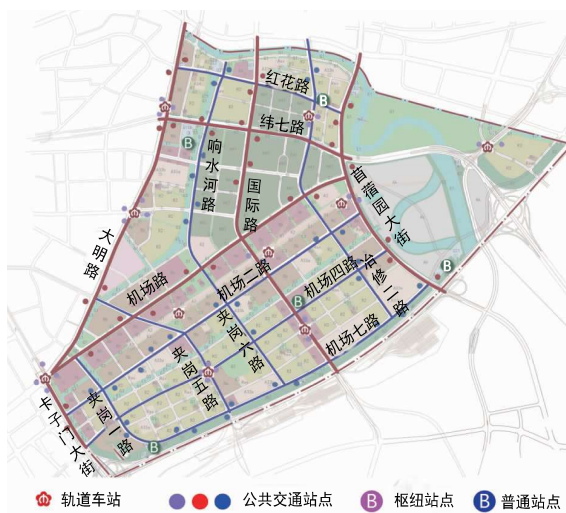 红花路
B
纬七路
B
响水河路
国际路
苜蓿园大街
大明路
机场路
机场二路
机场四路
冶修二路
B
B
夹岗六路
机场七路
夹岗五路
夹岗一路
卡子门大街
B
轨道车站
公共交通站点
B 枢纽站点
B 普通站点